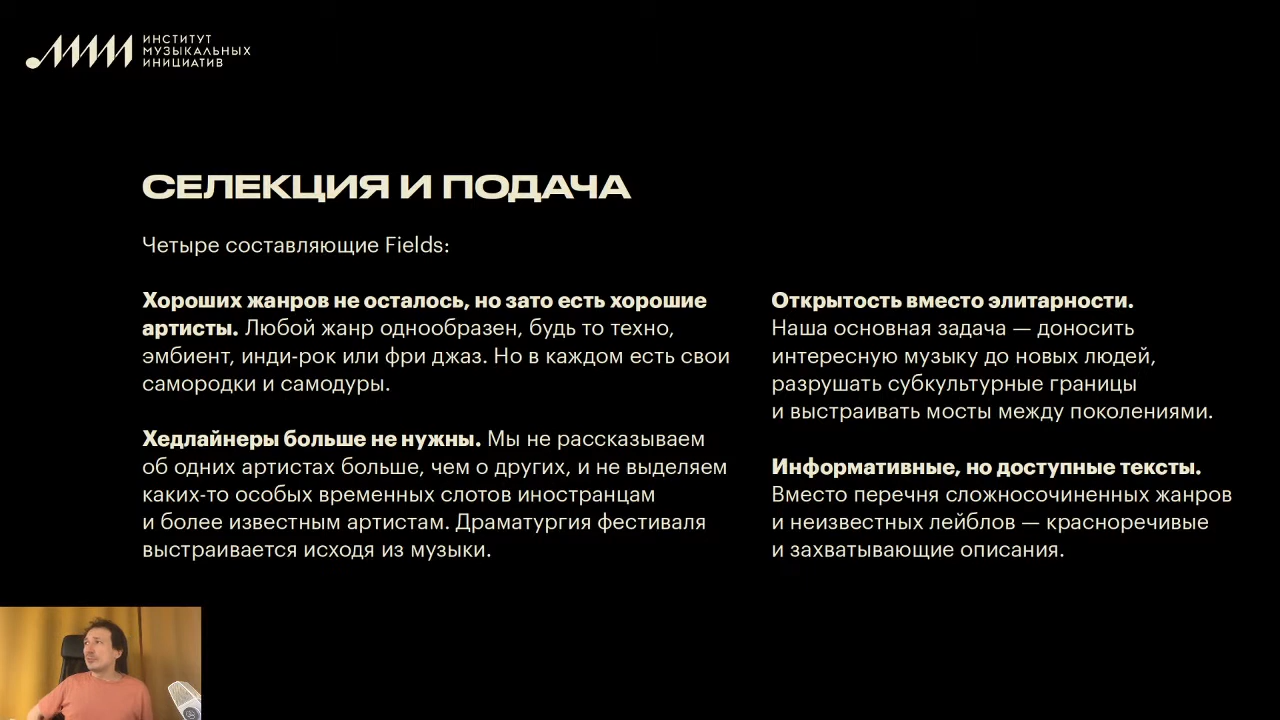 ИНСТИТУТ
МУЗЫКАЛЬНЫХ
ИНИЦИАТИВ
СЕЛЕКЦИЯ И ПОДАЧА
Четыре составляющие Fields:
Хороших жанров не осталось, но зато есть хорошие
артисты. Любой жанр однообразен, будь то техно,
эмбиент, инди-рок или фри джаз. Но в каждом есть свои
самородки и самодуры.
Хедлайнеры больше не нужны. Мы не рассказываем
об одних артистах больше, чем о других, и не выделяем
каких-то особых временных слотов иностранцам
и более известным артистам. Драматургия фестиваля
выстраивается исходя из музыки.
Открытость вместо элитарности.
Наша основная задача — доносить
интересную музыку до новых людей,
разрушать субкультурные границы
и выстраивать мосты между поколениями.
Информативные, но доступные тексты.
Вместо перечня сложносочиненных жанров
и неизвестных лейблов — красноречивые
и захватывающие описания.